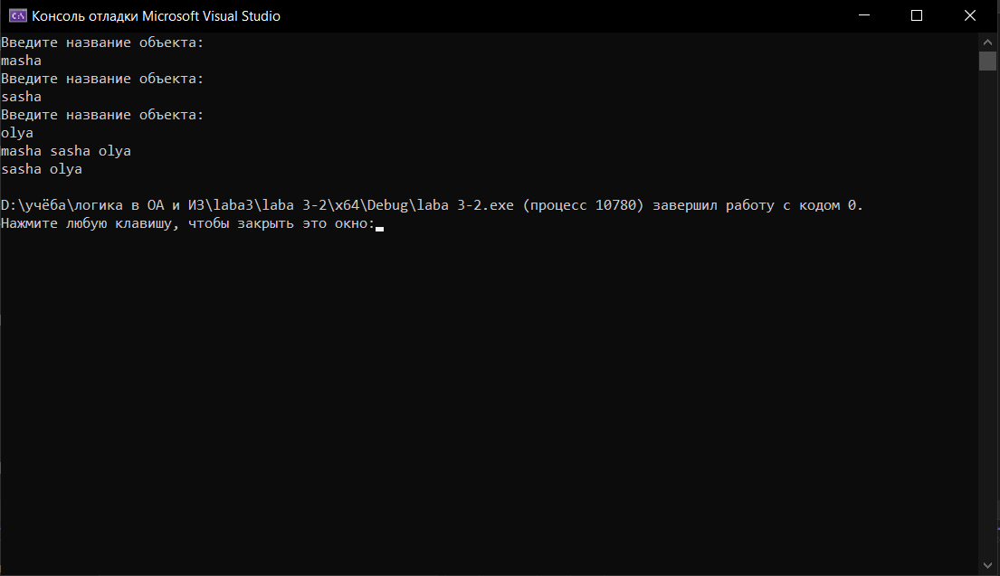 Консоль отладки Microsoft Visual Studio
Введите название объекта:
masha
Введите название объекта:
sasha
Введите название объекта:
olya
masha sasha olya
sasha olya
D:\учёба\логика в ОА и ИЗ\laba3\laba 3-2\x64\Debug\laba 3-2.exe (процесс 10780) завершил работу с кодом 0.
Нажмите любую клавишу, чтобы закрыть это окно: